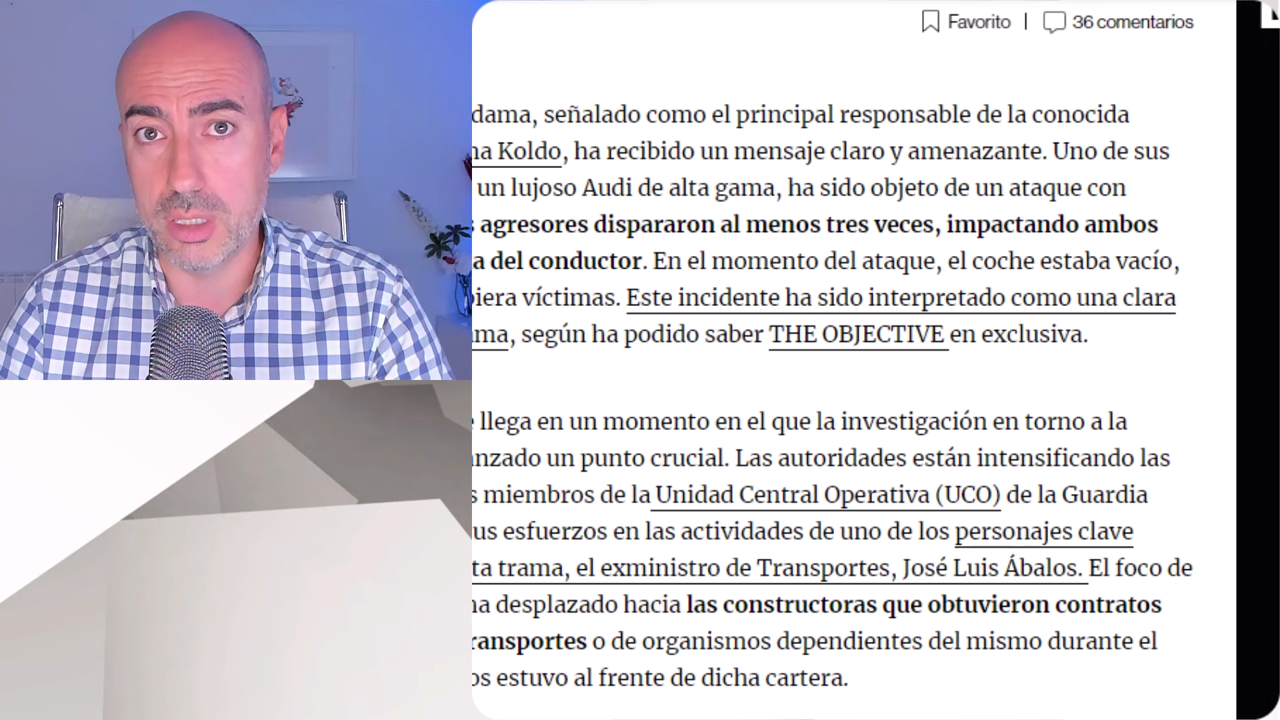 Favorito | 36 comentarios
dama, señalado como el principal responsable de la conocida
na Koldo, ha recibido un mensaje claro y amenazante. Uno de sus
un lujoso Audi de alta gama, ha sido objeto de un ataque con
agresores dispararon al menos tres veces, impactando ambos
a del conductor. En el momento del ataque, el coche estaba vacío,
biera víctimas. Este incidente ha sido interpretado como una clara
ma, según ha podido saber THE OBJECTIVE en exclusiva.
llega en un momento en el que la investigación en torno a la
nzado un punto crucial. Las autoridades están intensificando las
s miembros de la Unidad Central Operativa (UCO) de la Guardia
us esfuerzos en las actividades de uno de los personajes clave
ta trama, el exministro de Transportes, José Luis Ábalos. El foco de
na desplazado hacia las constructoras que obtuvieron contratos
ransportes o de organismos dependientes del mismo durante el
os estuvo al frente de dicha cartera.